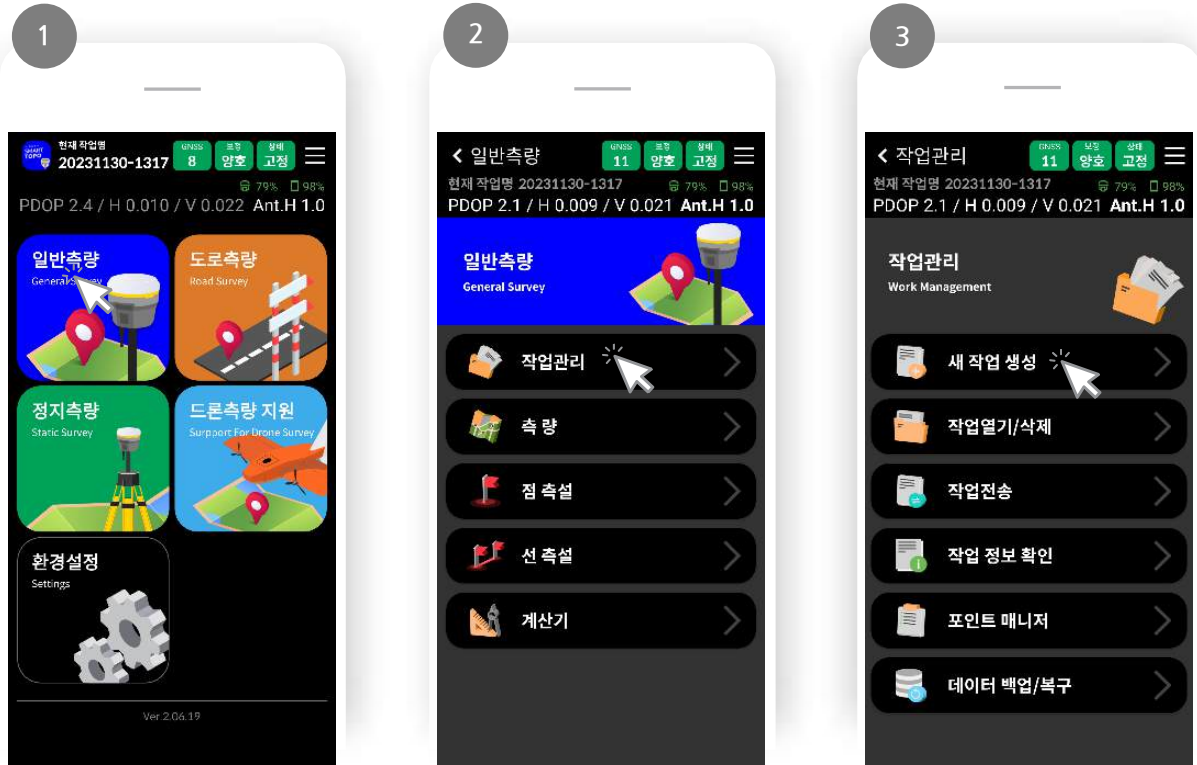 1
SMART
TOPO
현재 작업명
20231130-1317
GNSS
8
보정
양호
상태
고정
79% 98%
PDOP 2.4 / H 0.010 / V 0.022 Ant.H 1.0
일반측량
General Survey
도로측량
Road Survey
정지측량
Static Survey
드론측량 지원
Surpport For Drone Survey
환경설정
Settings
Ver.2.06.19
2
일반측량
GNSS
11
보정
양호
상태
고정
현재 작업명 20231130-1317
79% 98%
PDOP 2.1 / H 0.009 / V 0.021 Ant.H 1.0
일반측량
General Survey
작업관리
측 량
점 측설
선 측설
계산기
3
작업관리
GNSS
11
보정
양호
상태
고정
현재 작업명 20231130-1317
79% 98%
PDOP 2.1 / H 0.009 / V 0.021 Ant.H 1.0
작업관리
Work Management
새 작업 생성
작업열기/삭제
작업전송
작업 정보 확인
포인트 매니저
데이터 백업/복구